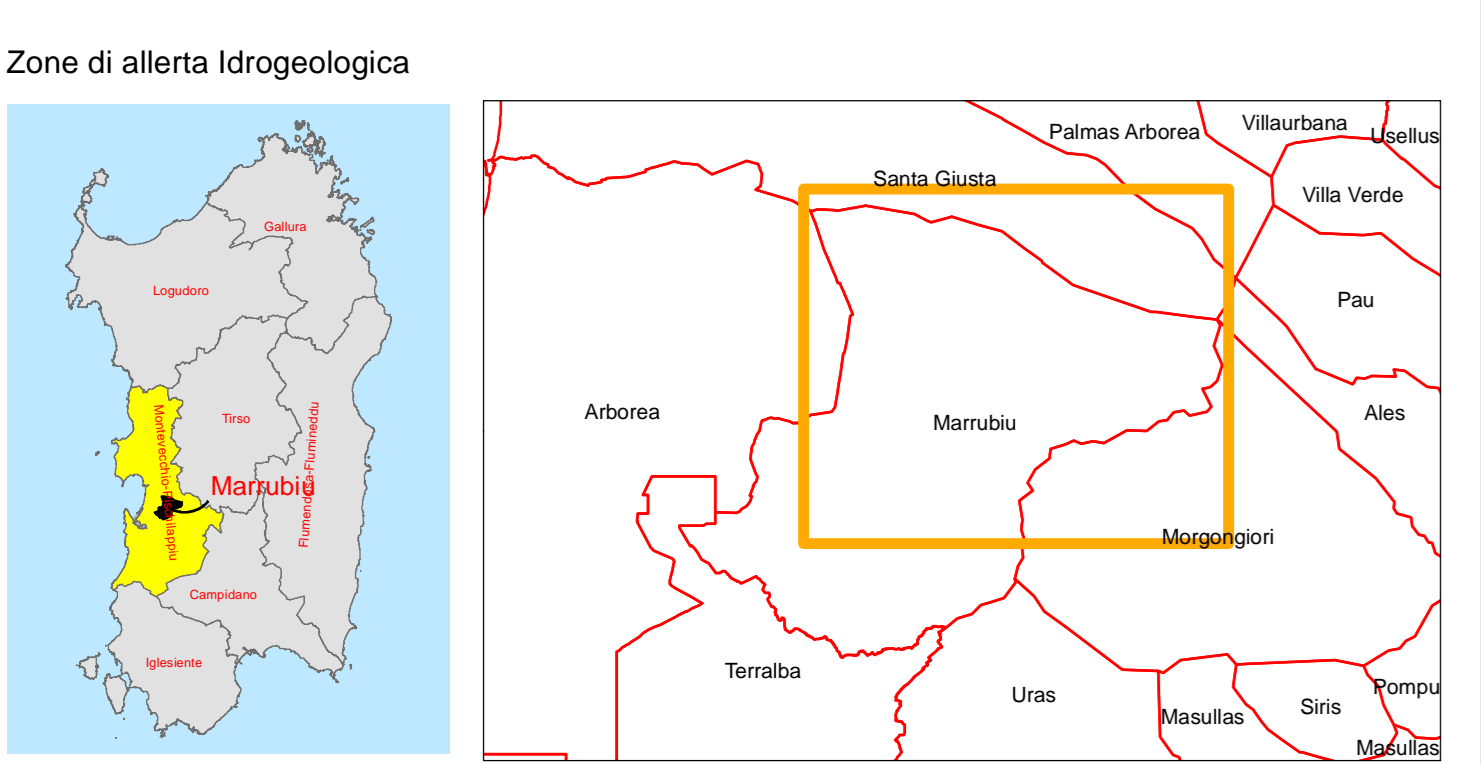 Zone di allerta Idrogeologica
Gallura
Logudoro
Tirso
Marrubiu
Flumendosa-Flumineddu
Campidano
Iglesiente
Palmas Arborea
Villaurbana
Usellus
Santa Giusta
Villa Verde
Pau
Arborea
Marrubiu
Ales
Morgongiori
Terralba
Uras
Masullas
Siris
Pompu
Masullas